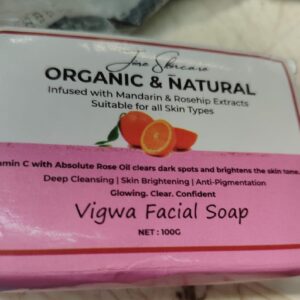 Skincare
ORGANIC & NATURAL
Infused with Mandarin & Rosehip Extracts
Suitable for all Skin Types
amin C with Absolute Rose Oil clears dark spots and brightens the skin tone.
Deep Cleansing | Skin Brightening | Anti-Pigmentation
Glowing. Clear. Confident
Vigwa Facial Soap
NET : 100G